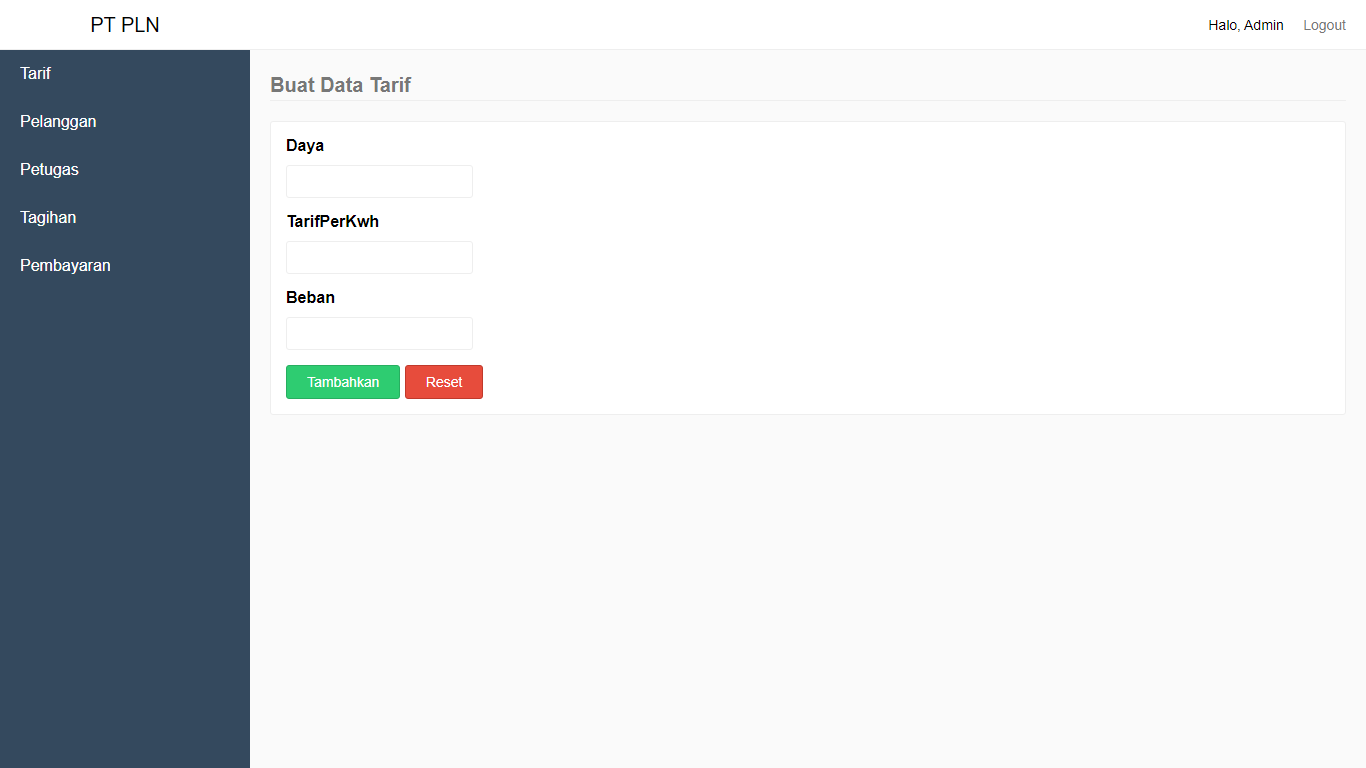 PT PLN
Halo, Admin
Logout
Tarif
Pelanggan
Petugas
Tagihan
Pembayaran
Buat Data Tarif
Daya
TarifPerKwh
Beban
Tambahkan
Reset